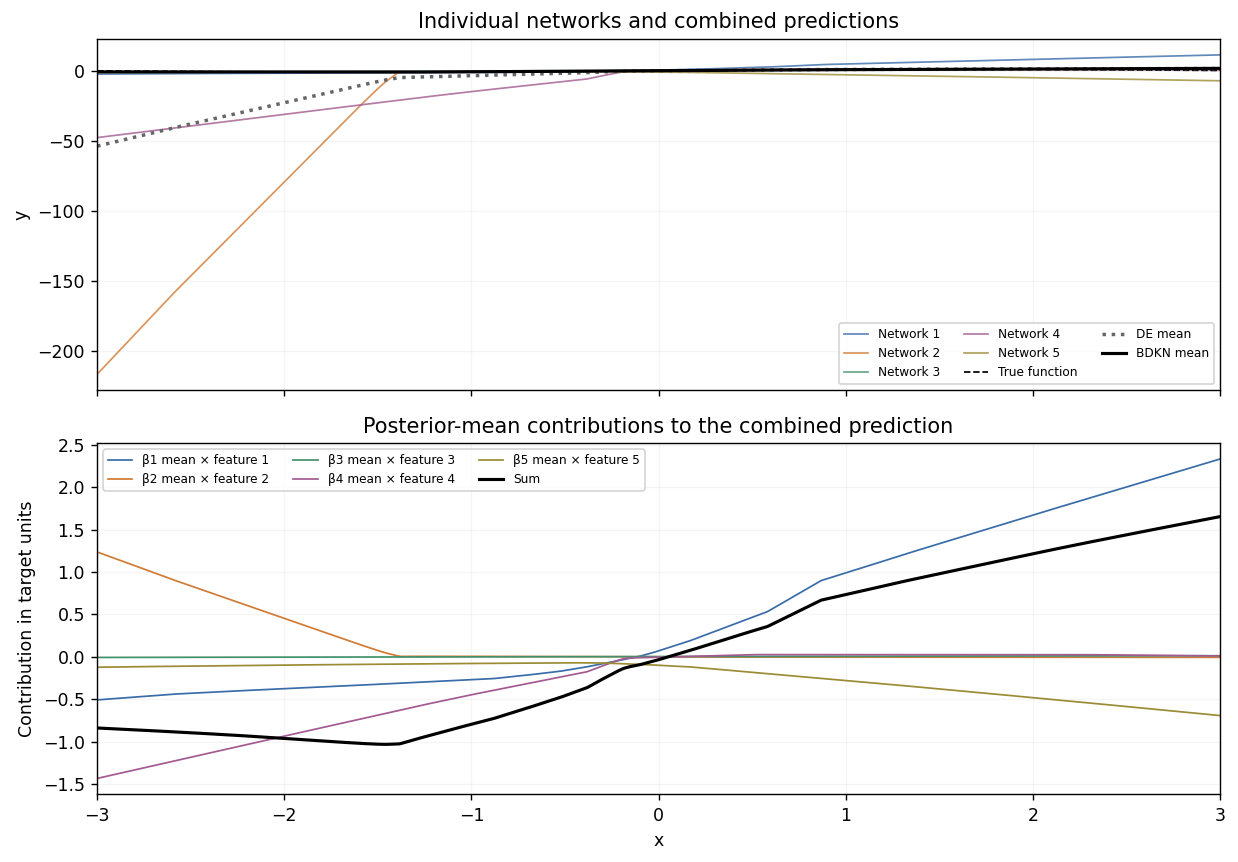 Individual networks and combined predictions
0
−50
−100
−150
−200
y
Network 1 Network 4 DE mean
Network 2 Network 5 BDKN mean
Network 3 True function
Posterior-mean contributions to the combined prediction
2.5
2.0
1.5
1.0
0.5
0.0
−0.5
−1.0
−1.5
Contribution in target units
β1 mean × feature 1 β3 mean × feature 3 β5 mean × feature 5
β2 mean × feature 2 β4 mean × feature 4 Sum
−3 −2 −1 0 1 2 3
x